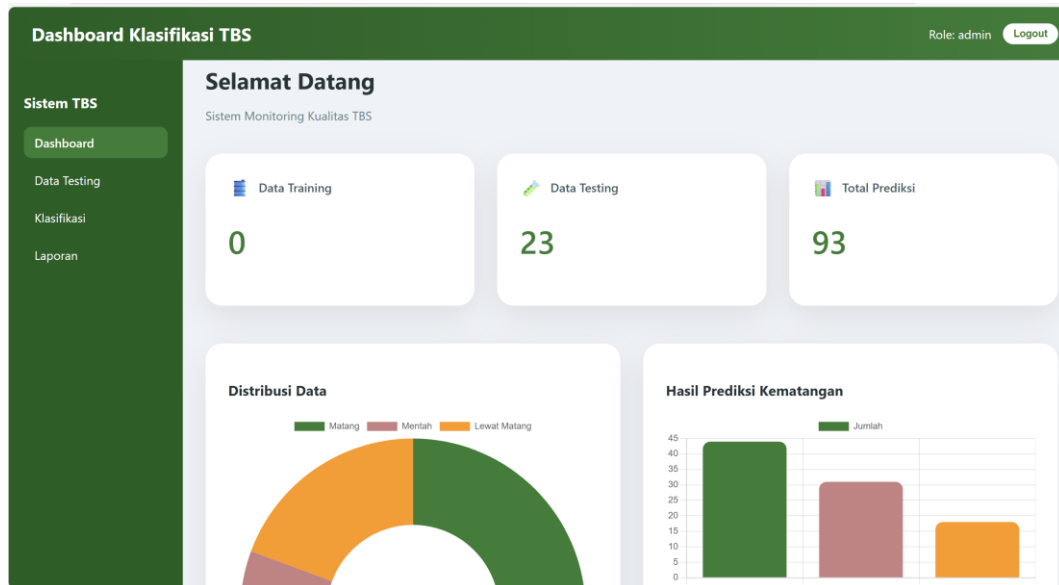 Dashboard Klasifikasi TBS
Role: admin Logout
Sistem TBS
Dashboard
Data Testing
Klasifikasi
Laporan
Selamat Datang
Sistem Monitoring Kualitas TBS
Data Training
0
Data Testing
23
Total Prediksi
93
Distribusi Data
Matang Mentah Lewat Matang
Hasil Prediksi Kematangan
Jumlah
45
40
35
30
25
20
15
10
5
0